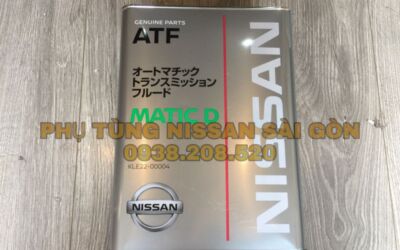 GENUINE PARTS
ATF
オートマチック
トランスミッション
フルード
MATIC D
PHỤ TÙNG NISSAN SÀI GÒN
0938.208.520
KLE22-00004
NISSAN
NISSAN